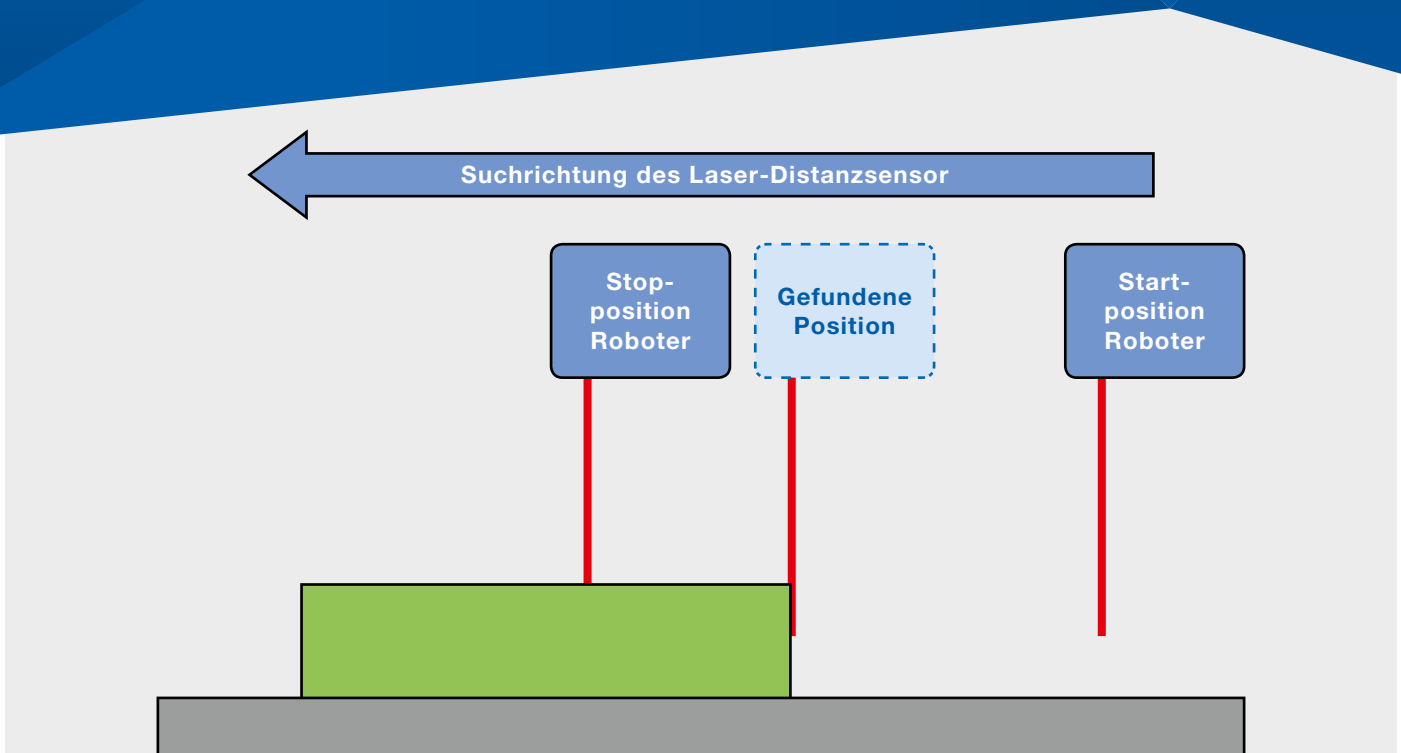 Suchrichtung des Laser-Distanzsensor
Stop-
position
Roboter
Gefundene
Position
Start-
position
Roboter